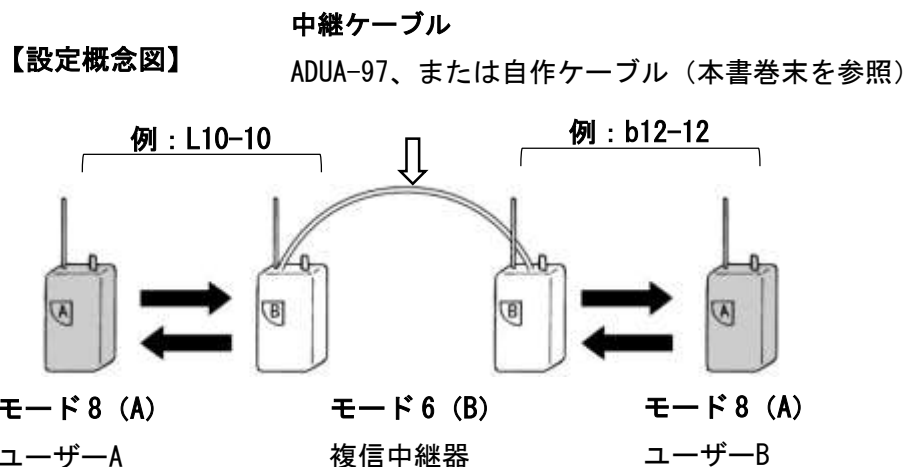 中継ケーブル
【設定概念図】
ADUA-97、または自作ケーブル（本書巻末を参照）
例：L10-10
例：b12-12
A
B
B
A
モード8（A）
モード6（B）
モード8（A）
ユーザーA
複信中継器
ユーザーB